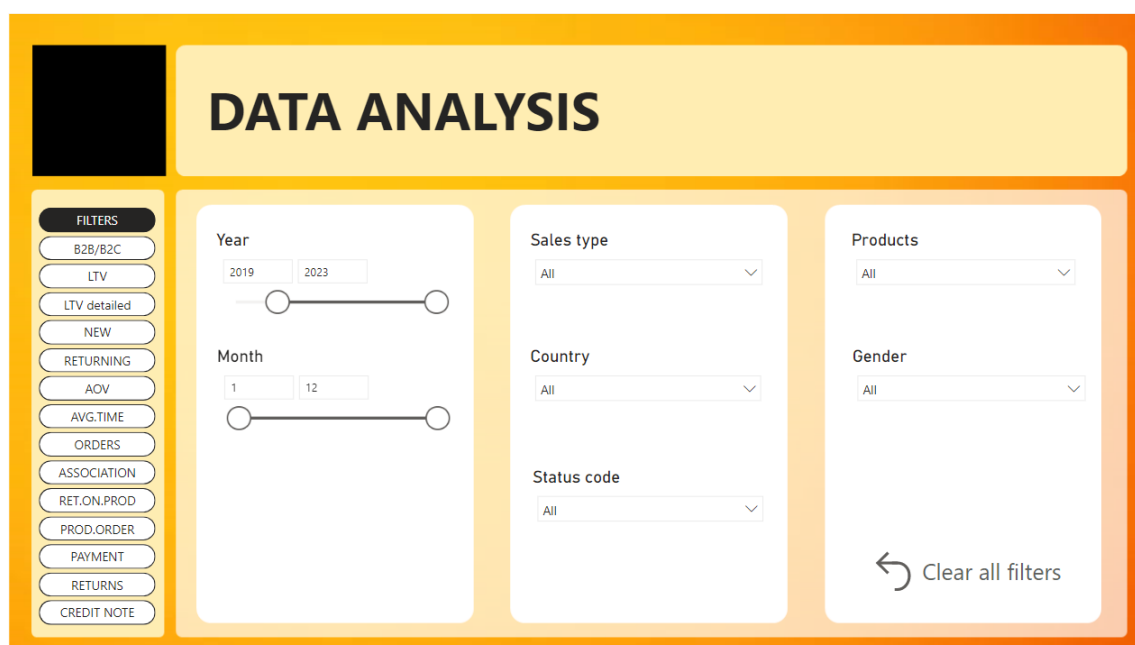 DATA ANALYSIS
FILTERS
B2B/B2C
LTV
LTV detailed
NEW
RETURNING
AOV
AVG.TIME
ORDERS
ASSOCIATION
RET.ON.PROD
PROD.ORDER
PAYMENT
RETURNS
CREDIT NOTE
Year
2019 2023
Month
1 12
Sales type
All
Country
All
Status code
All
Products
All
Gender
All
Clear all filters